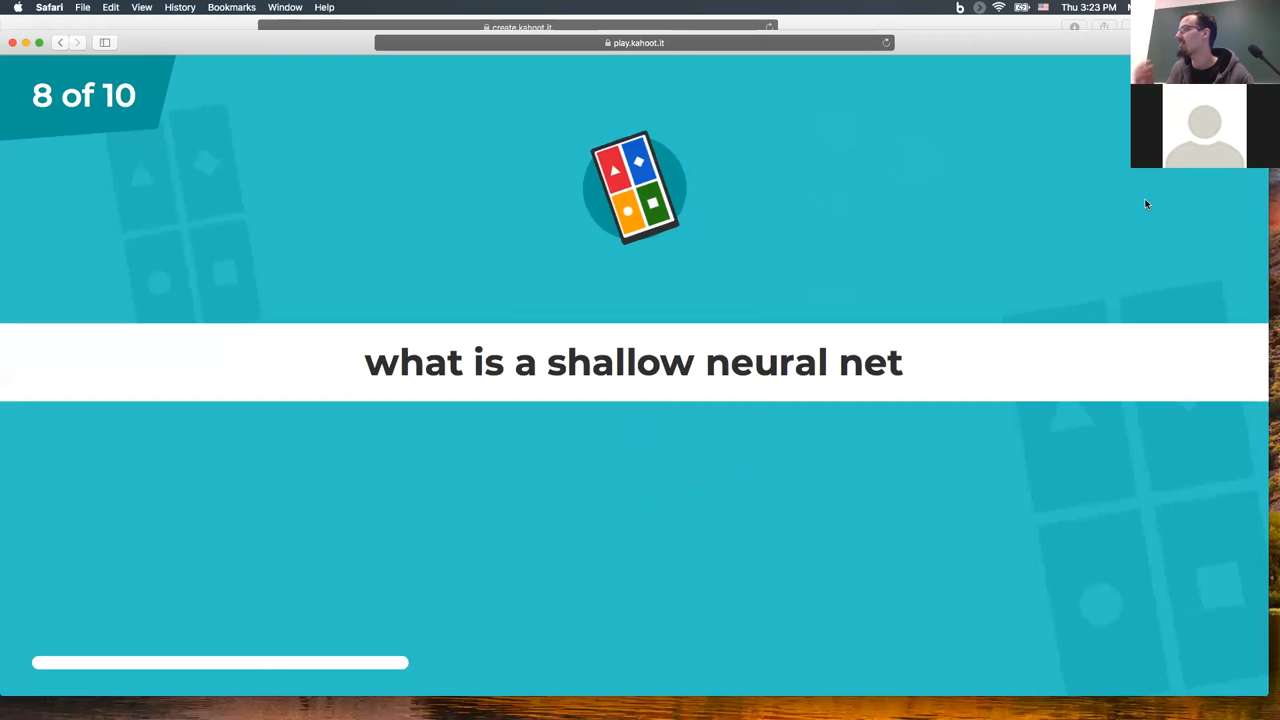 Safari File Edit View History Bookmarks Window Help
b Thu 3:23 PM
create.kahoot.it
play.kahoot.it
8 of 10
what is a shallow neural net